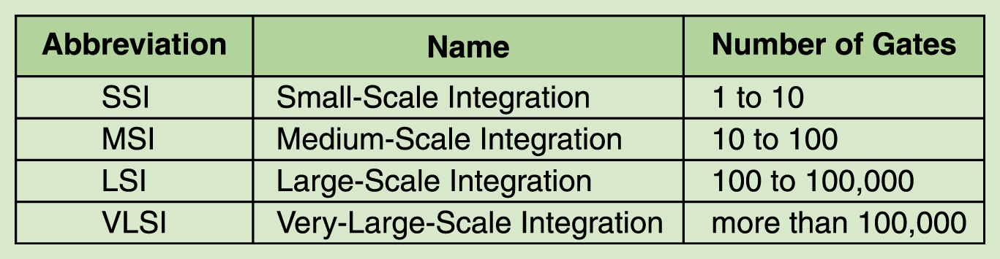 Abbreviation Name Number of Gates
SSI Small-Scale Integration 1 to 10
MSI Medium-Scale Integration 10 to 100
LSI Large-Scale Integration 100 to 100,000
VLSI Very-Large-Scale Integration more than 100,000